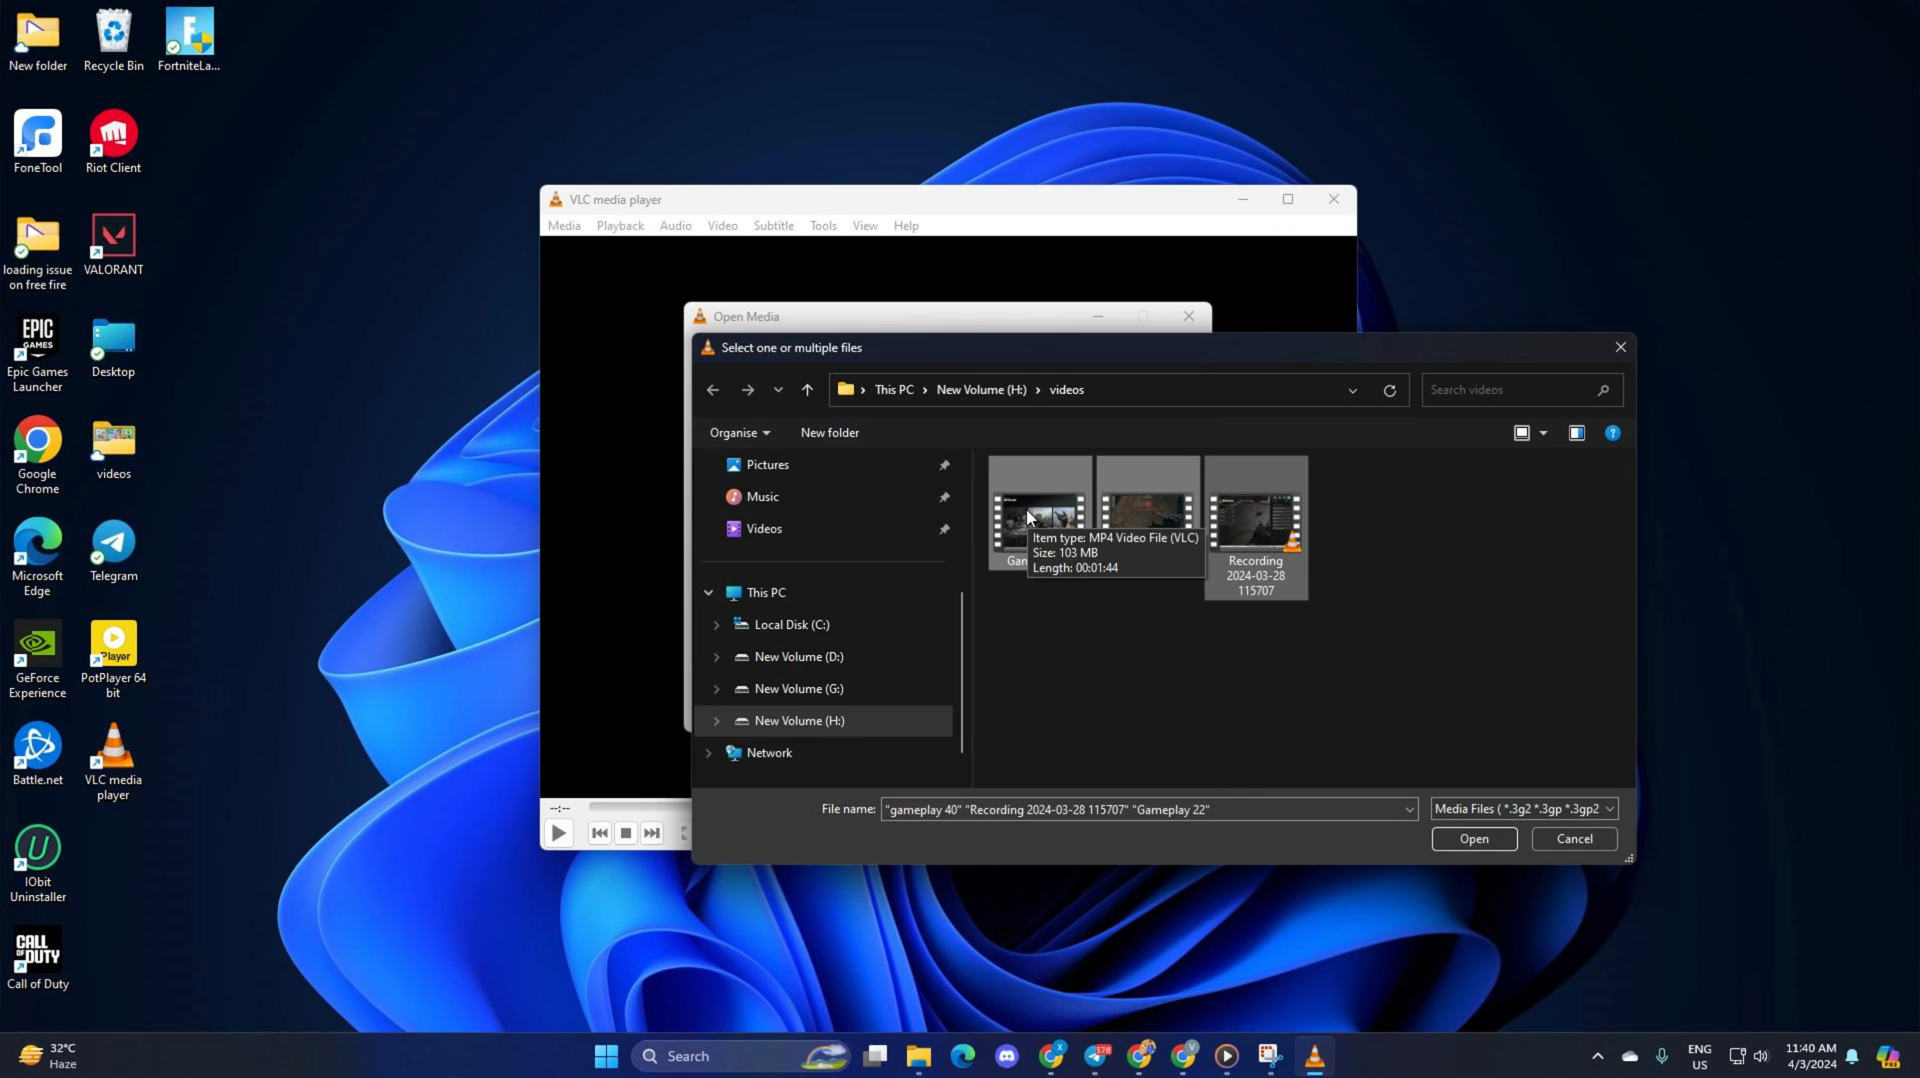 New folder
Recycle Bin
FortniteLa...
FoneTool
Riot Client
loading issue
on free fire
VALORANT
EPIC
GAMES
Epic Games
Launcher
Desktop
Google
Chrome
videos
Microsoft
Edge
Telegram
GeForce
Experience
Player
PotPlayer 64
bit
Battle.net
VLC media
player
IObit
Uninstaller
CALL
OF DUTY
Call of Duty
VLC media player
Media Playback Audio Video Subtitle Tools View Help
Open Media
Select one or multiple files
This PC > New Volume (H:) > videos
Search videos
Organise New folder
Pictures
Music
Videos
This PC
Local Disk (C:)
New Volume (D:)
New Volume (G:)
New Volume (H:)
Network
Item type: MP4 Video File (VLC)
Size: 103 MB
Length: 00:01:44
Recording
2024-03-28
115707
File name: "gameplay 40" "Recording 2024-03-28 115707" "Gameplay 22"
Media Files ( *.3g2 *.3gp *.3gp2
Open Cancel
--:--
32°C
Haze
Search
578
ENG
US
11:40 AM
4/3/2024
PRE